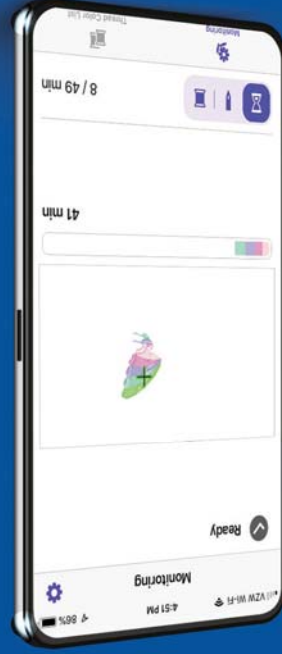 VZW Wi-Fi 4:51 PM 86%
Monitoring
Ready
41 min
8 / 49 min
Monitoring Thread Color List